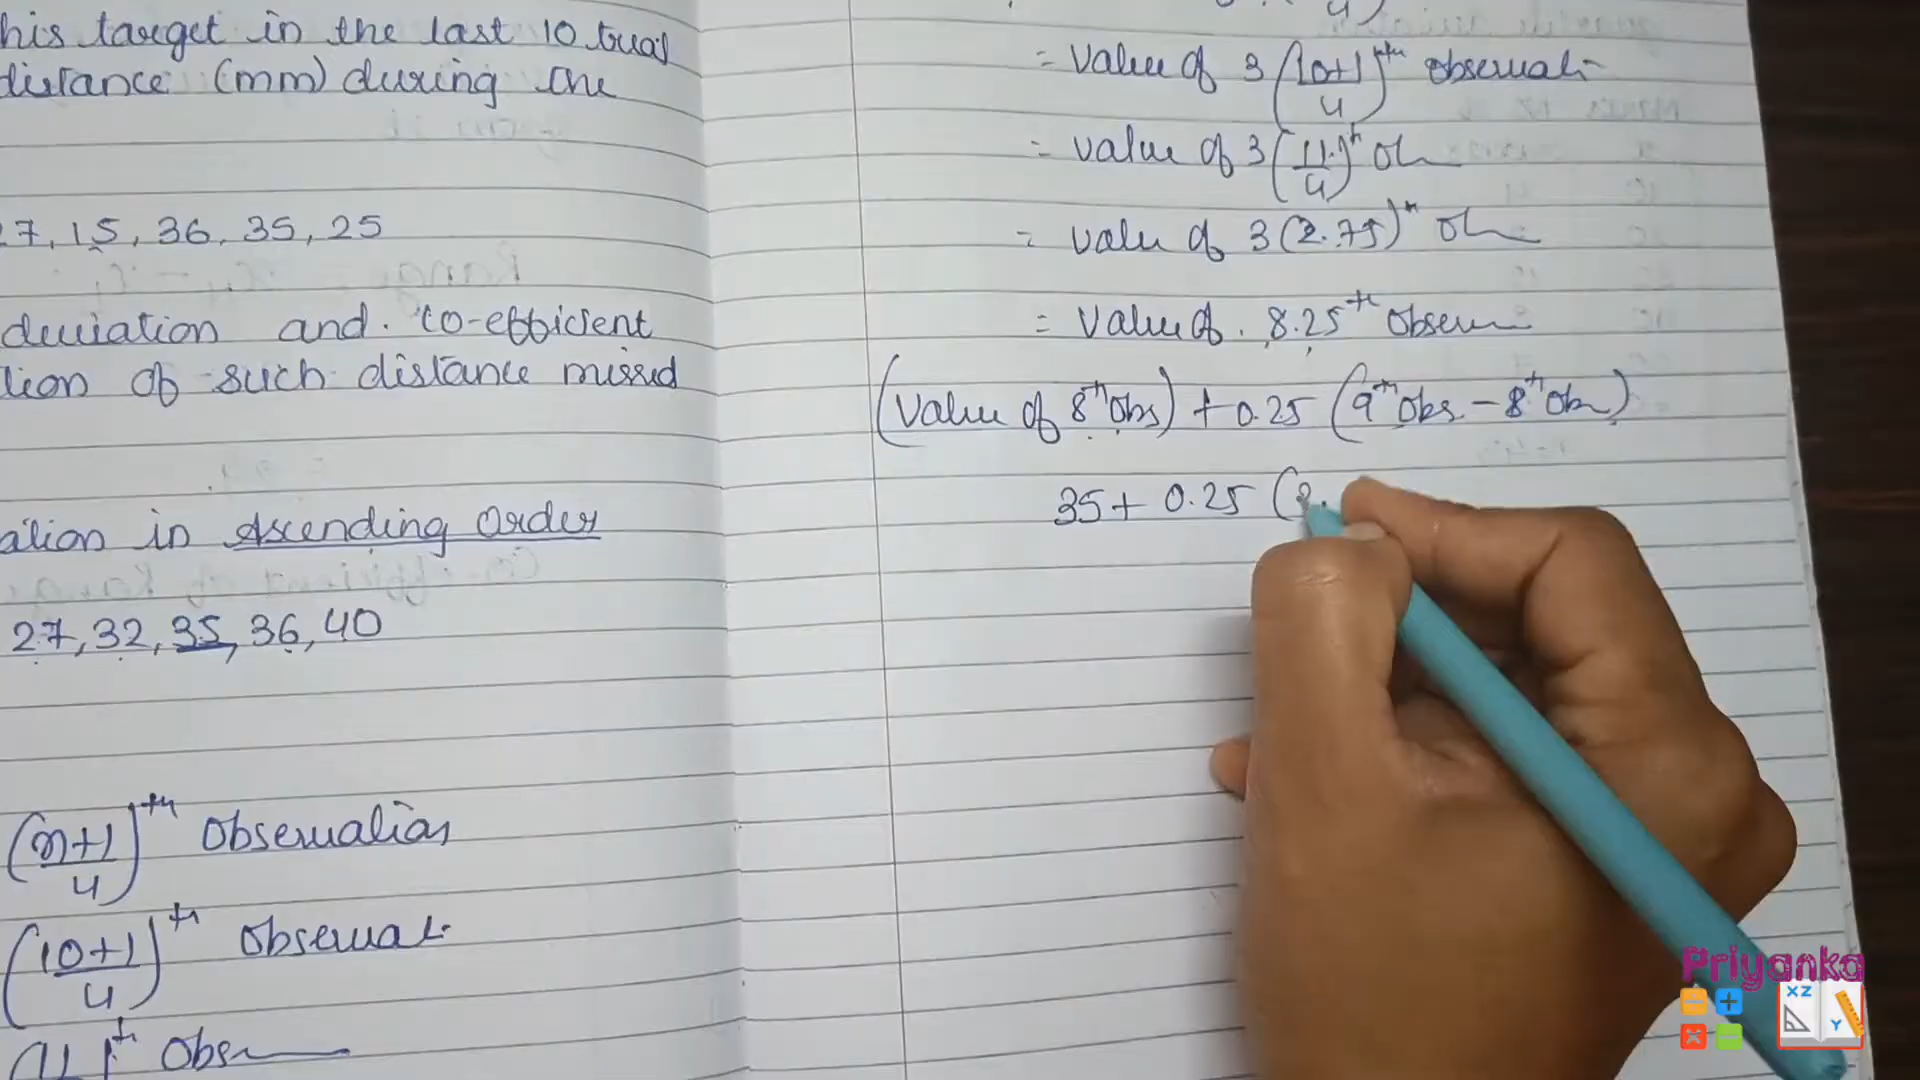 his target in the last 10 trial
distance (mm) during the
27, 15, 36, 35, 25
deviation and co-efficient
tion of such distance missed
ation in Ascending Order
27, 32, 35, 36, 40
(n+1/4)th Observation
(10+1/4)th Observat
Obs
= Value of 3 (10+1/4)th observati
= value of 3 (11/4)th Ob
= value of 3 (2.75)th Ob
= Value of 8.25th Observ
(Value of 8th Obs) + 0.25 (9th Obs - 8th Obs)
35 + 0.25 (3
Priyanka
XZ
Y